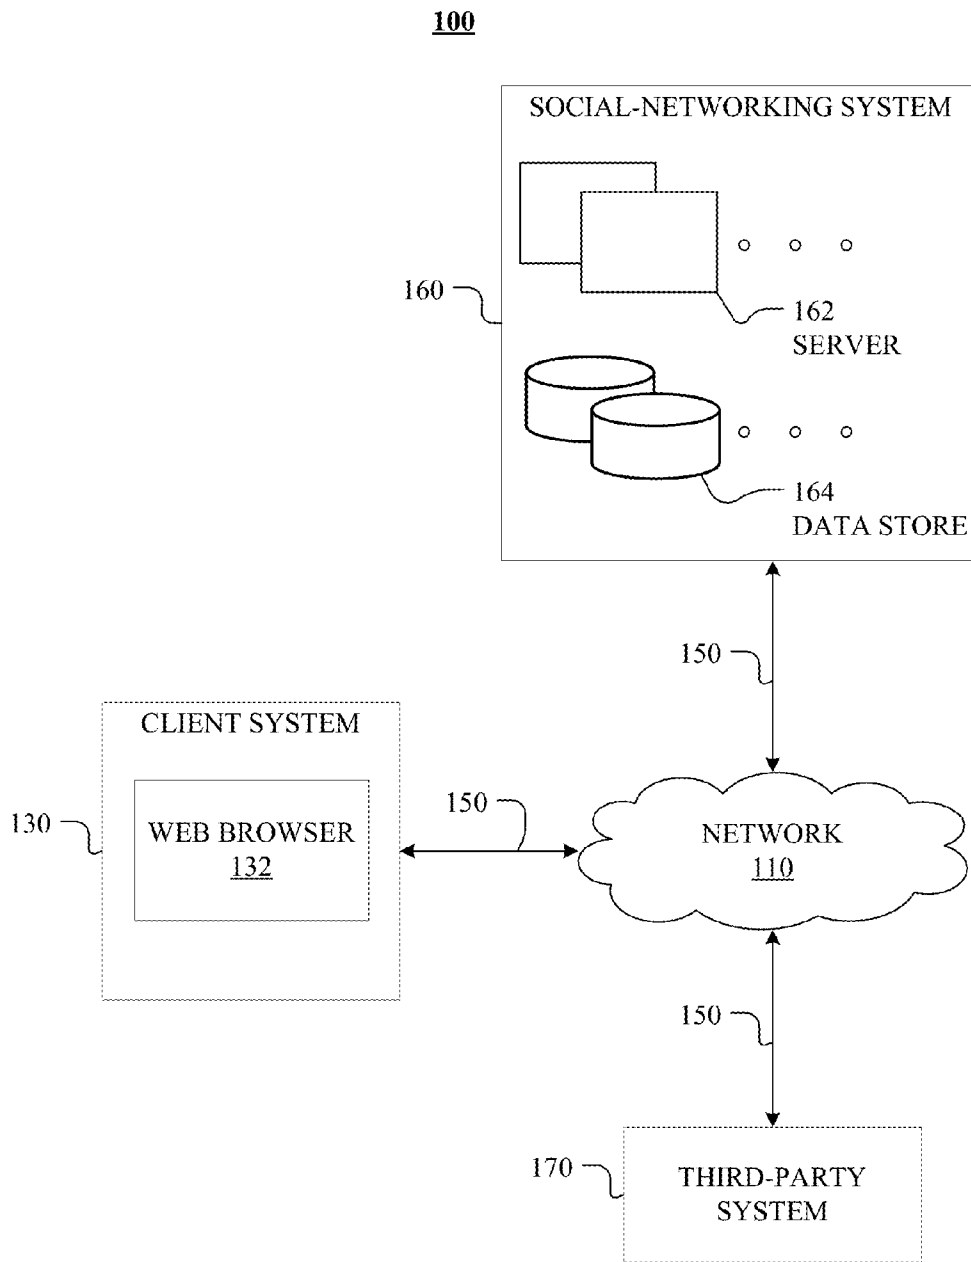 100
SOCIAL-NETWORKING SYSTEM
160
162
SERVER
164
DATA STORE
150
CLIENT SYSTEM
130
WEB BROWSER
132
150
NETWORK
110
150
170
THIRD-PARTY
SYSTEM